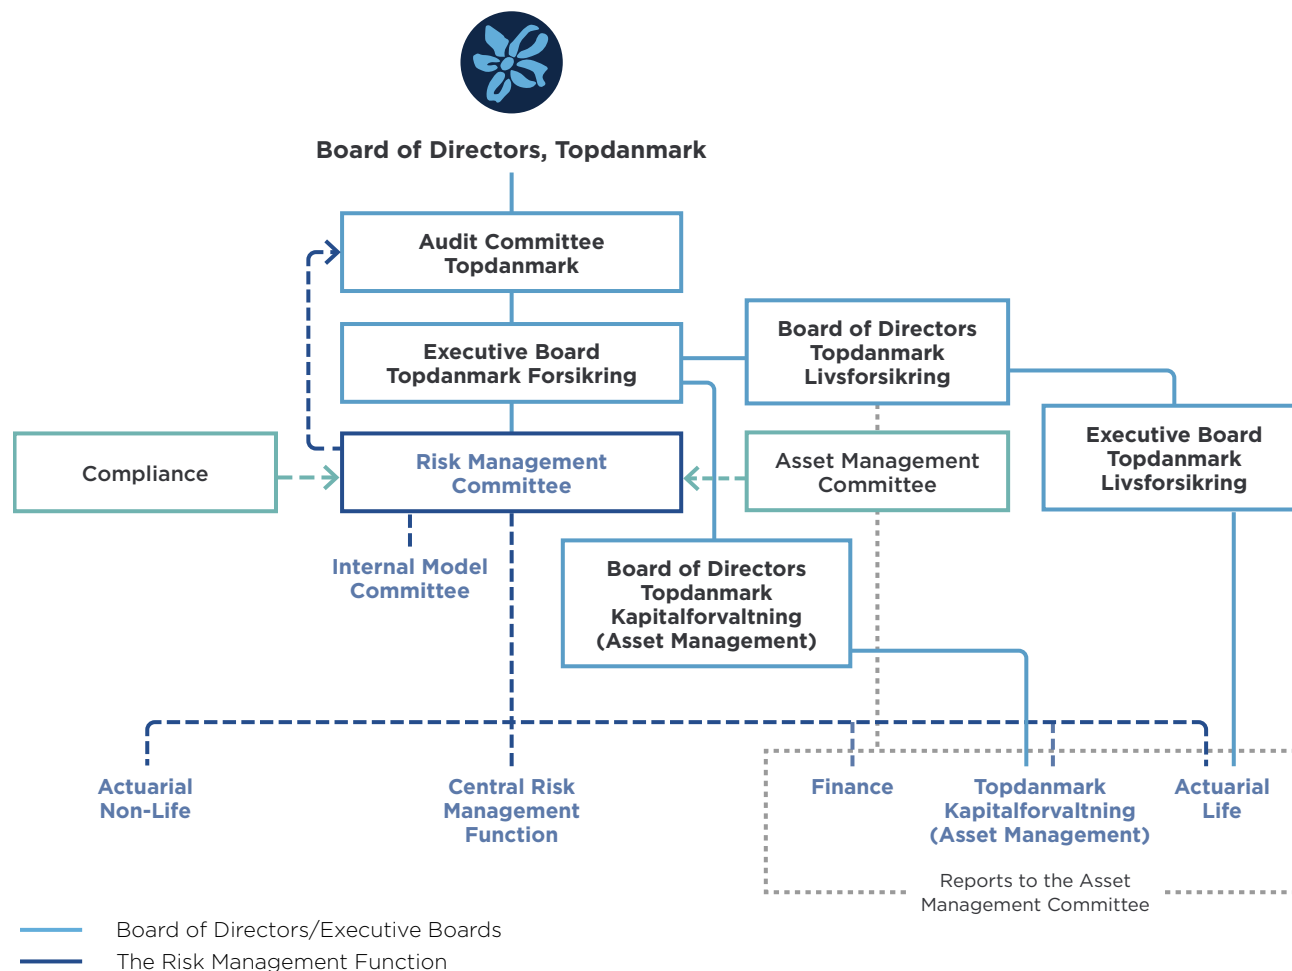 Board of Directors, Topdanmark
Audit Committee
Topdanmark
Executive Board
Topdanmark Forsikring
Board of Directors
Topdanmark
Livsforsikring
Executive Board
Topdanmark
Livsforsikring
Compliance
Risk Management
Committee
Asset Management
Committee
Internal Model
Committee
Board of Directors
Topdanmark
Kapitalforvaltning
(Asset Management)
Actuarial
Non-Life
Central Risk
Management
Function
Finance
Topdanmark
Kapitalforvaltning
(Asset Management)
Actuarial
Life
Reports to the Asset
Management Committee
Board of Directors/Executive Boards
The Risk Management Function